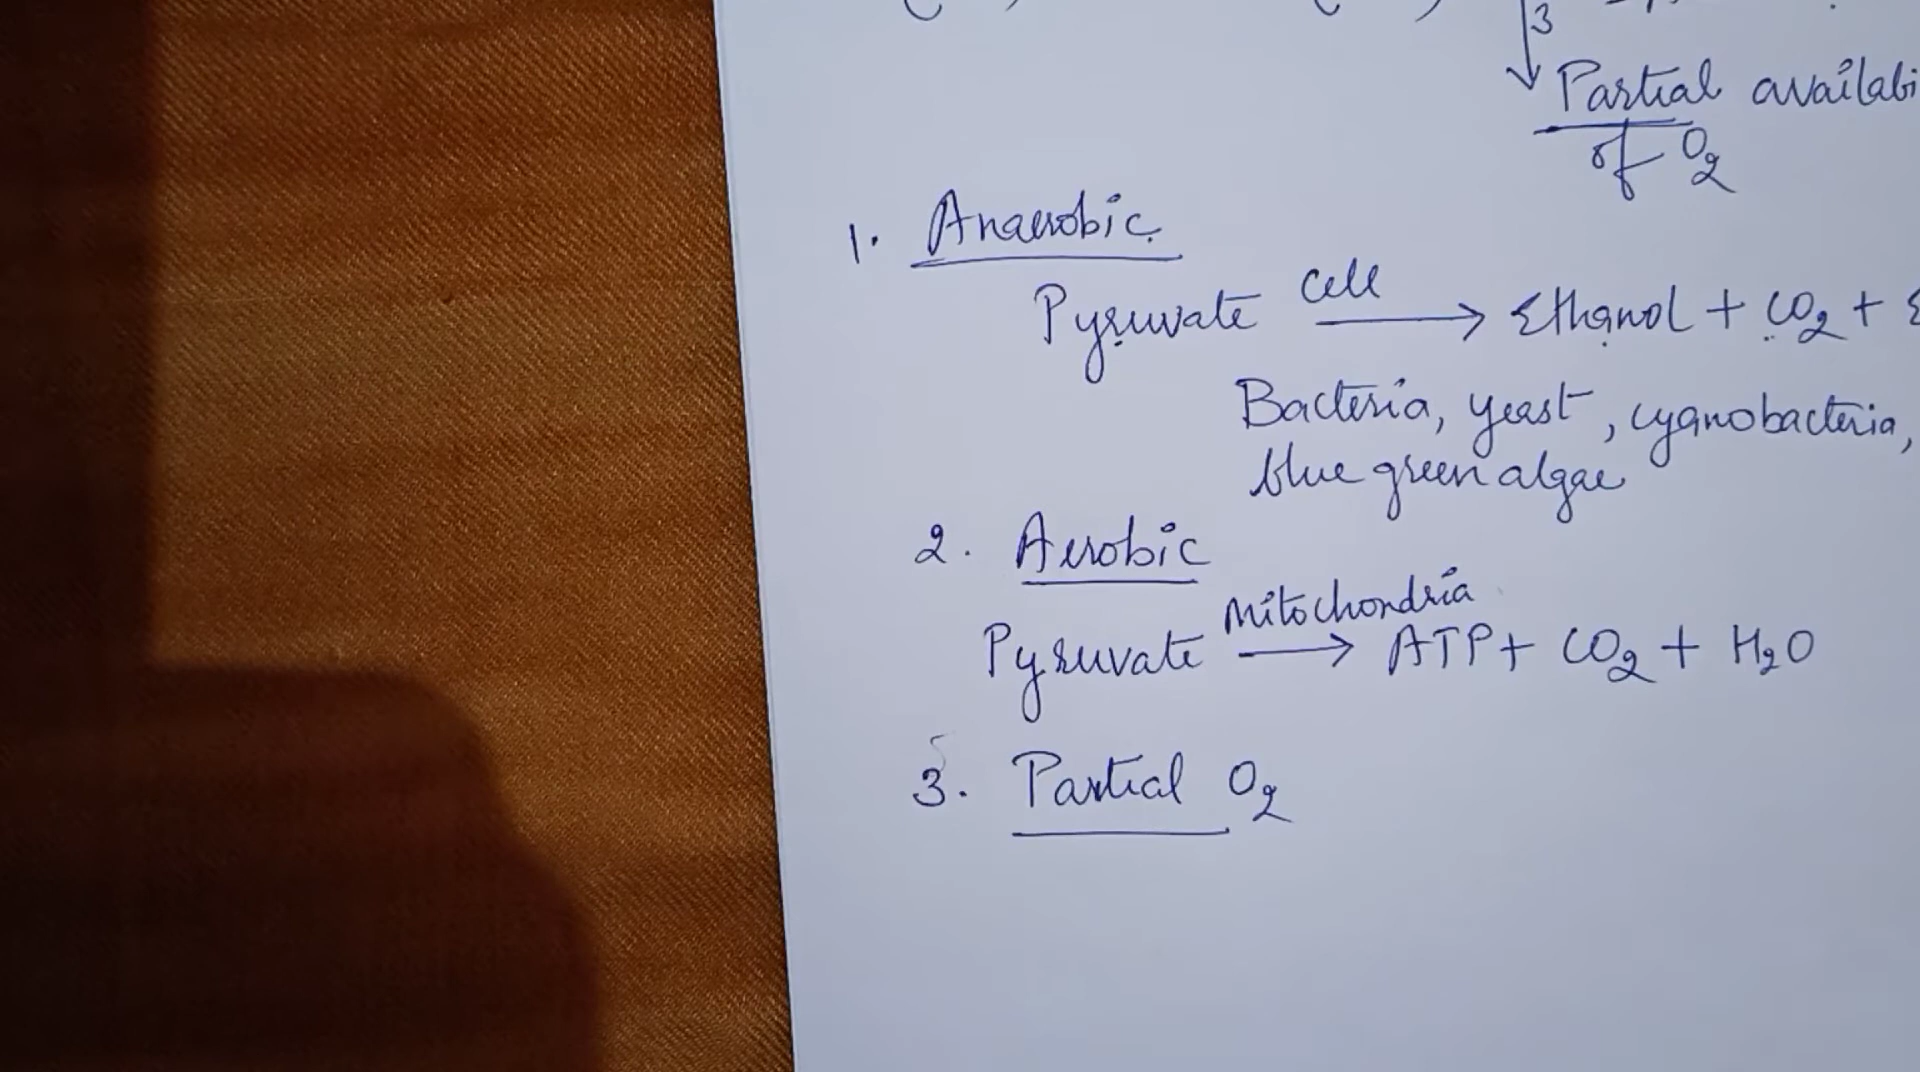 3
Partial availabi
of O2
1. Anaerobic
Pyruvate cell → Ethanol + CO2 + E
Bacteria, yeast, cyanobacteria,
blue green algae
2. Aerobic
Pyruvate Mitochondria → ATP + CO2 + H2O
3. Partial O2